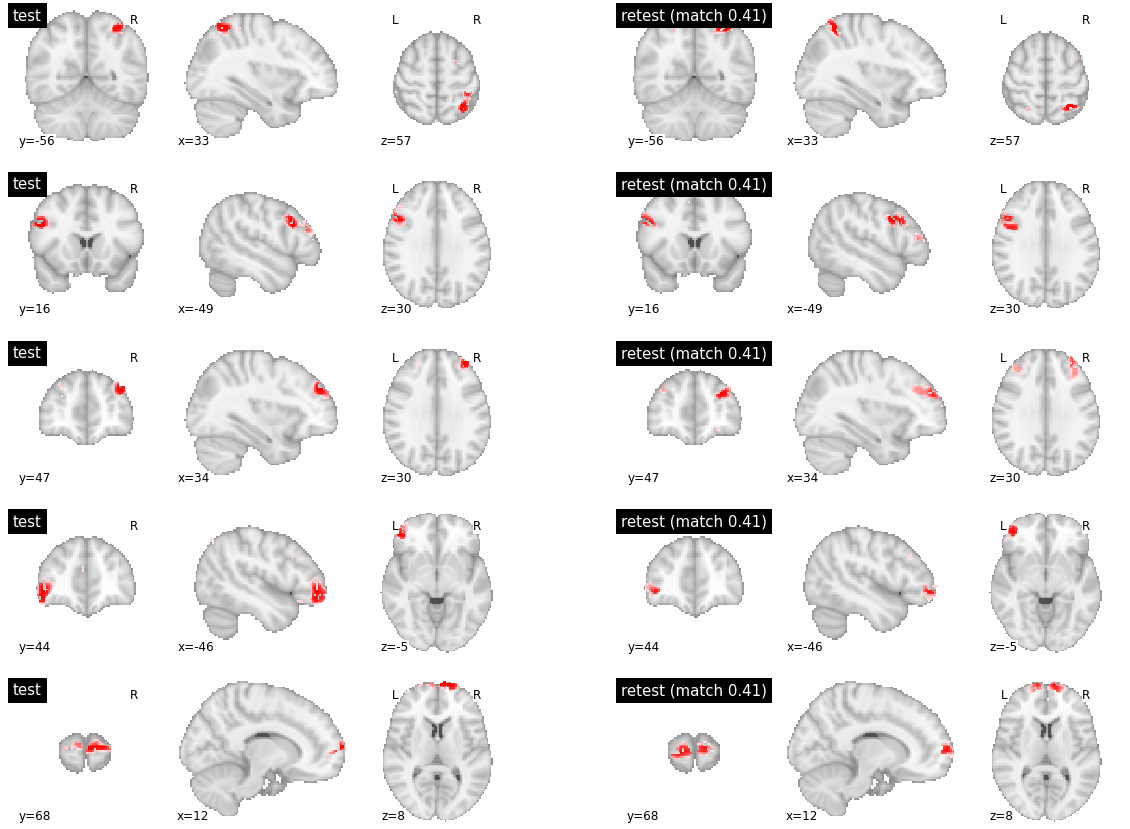 test
R
L
R
y=-56
x=33
z=57
retest (match 0.41)
L
R
y=-56
x=33
z=57
test
R
L
R
y=16
x=-49
z=30
retest (match 0.41)
L
R
y=16
x=-49
z=30
test
R
L
R
y=47
x=34
z=30
retest (match 0.41)
L
R
y=47
x=34
z=30
test
R
L
R
y=44
x=-46
z=-5
retest (match 0.41)
L
R
y=44
x=-46
z=-5
test
R
L
R
y=68
x=12
z=8
retest (match 0.41)
L
R
y=68
x=12
z=8